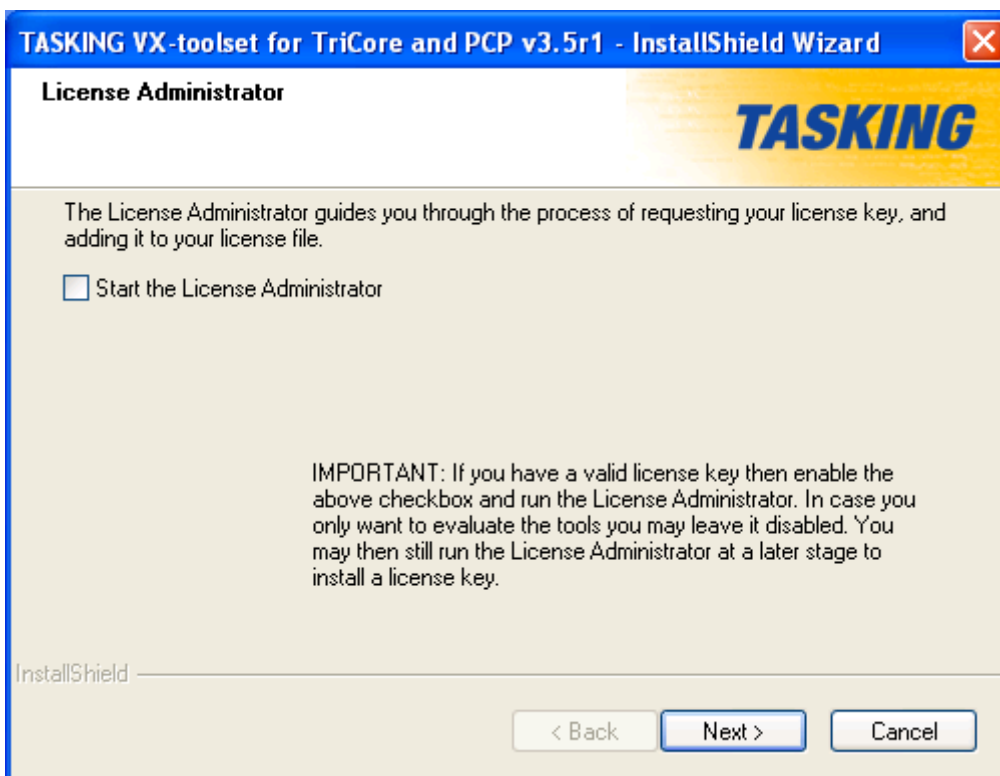 TASKING VX-toolset for TriCore and PCP v3.5r1 - InstallShield Wizard
License Administrator
TASKING
The License Administrator guides you through the process of requesting your license key, and
adding it to your license file.
Start the License Administrator
IMPORTANT: If you have a valid license key then enable the
above checkbox and run the License Administrator. In case you
only want to evaluate the tools you may leave it disabled. You
may then still run the License Administrator at a later stage to
install a license key.
InstallShield
< Back
Next >
Cancel